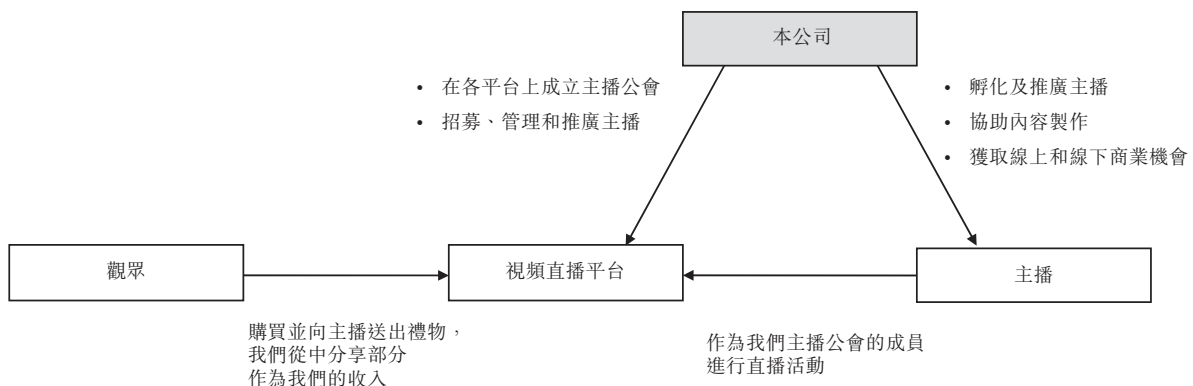 本公司
• 在各平台上成立主播公會
• 招募、管理和推廣主播
• 孵化及推廣主播
• 協助內容製作
• 獲取線上和線下商業機會
觀眾
視頻直播平台
主播
購買並向主播送出禮物，
我們從中分享部分
作為我們的收入
作為我們主播公會的成員
進行直播活動